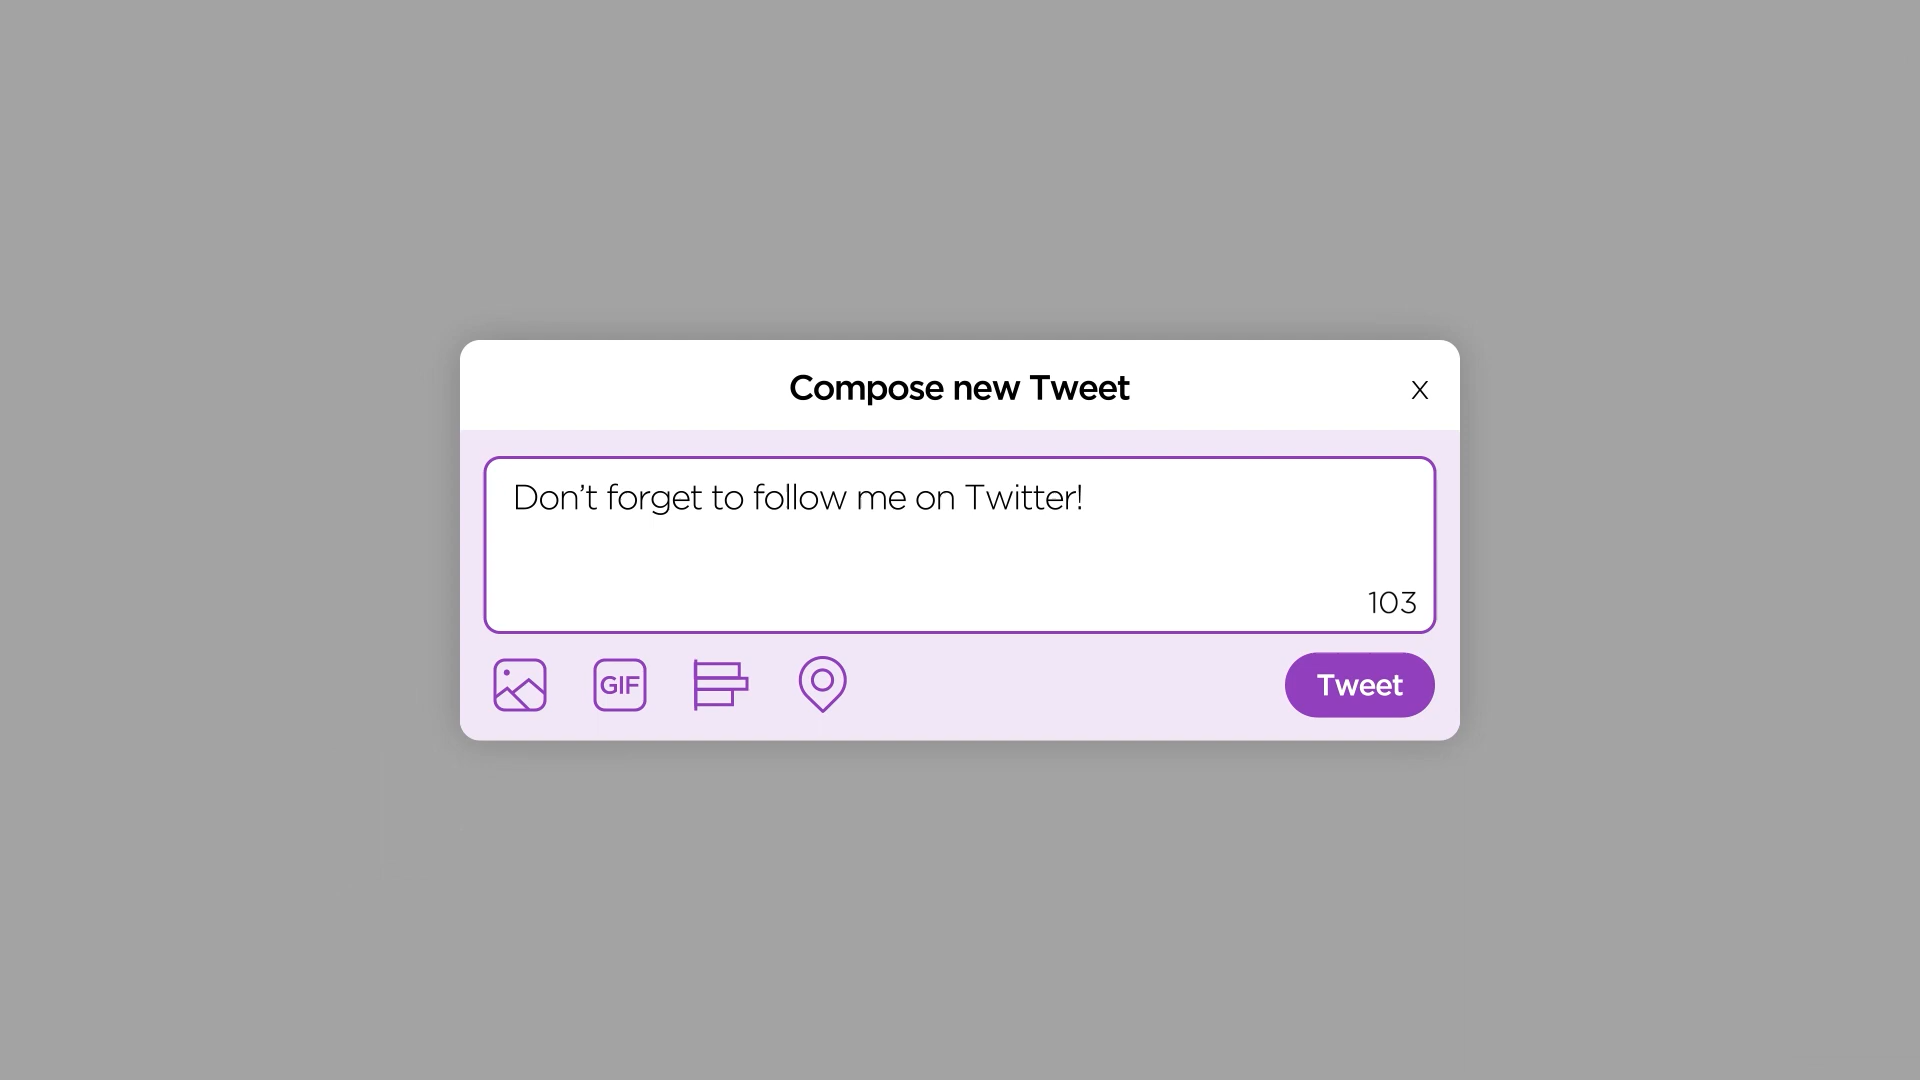 Compose new Tweet
X
Don’t forget to follow me on Twitter!
103
GIF
Tweet